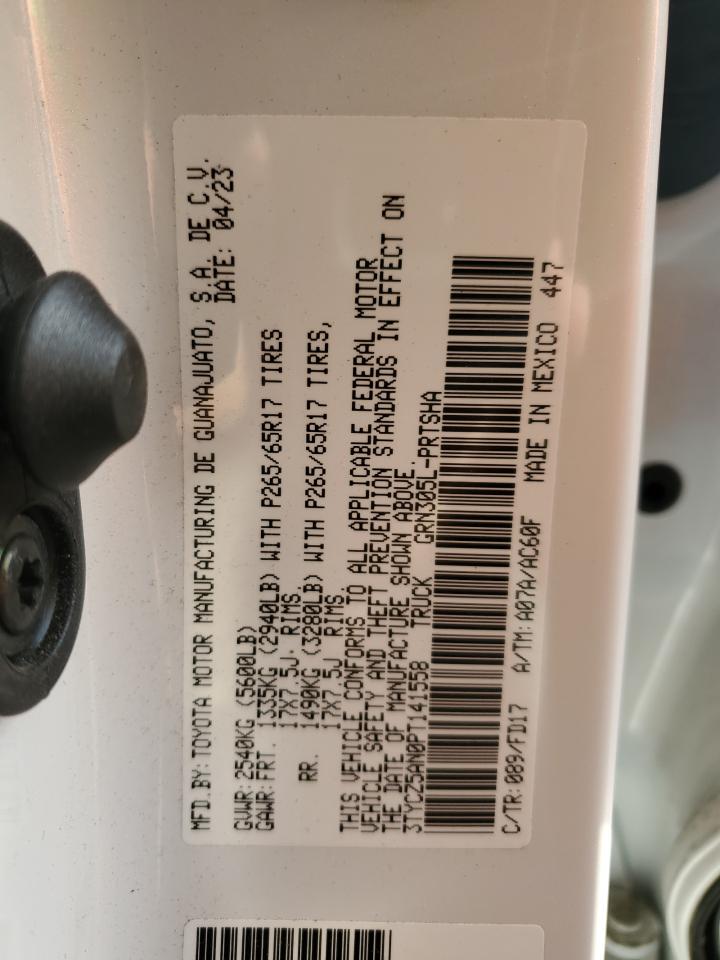 MFD.BY: TOYOTA MOTOR MANUFACTURING DE GUANAJUATO, S.A. DE C.V.
DATE: 04/23
GVWR: 2540KG (5600LB)
GAWR: FRT. 1335KG (2940LB) WITH P265/65R17 TIRES
17X7.5J RIMS
RR. 1490KG (3280LB) WITH P265/65R17 TIRES,
17X7.5J RIMS
THIS VEHICLE CONFORMS TO ALL APPLICABLE FEDERAL MOTOR
VEHICLE SAFETY AND THEFT PREVENTION STANDARDS IN EFFECT ON
THE DATE OF MANUFACTURE SHOWN ABOVE.
3TYCZ5AN0PT141558 TRUCK GRN305L-PRTSHA
C/TR: 089/FD17 A/TM: A07A/AC60F MADE IN MEXICO 447